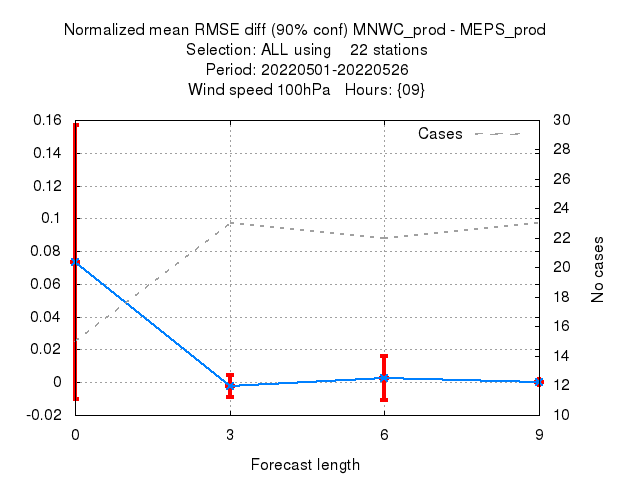 Normalized mean RMSE diff (90% conf) MNWC_prod - MEPS_prod
Selection: ALL using    22 stations
Period: 20220501-20220526
Wind speed 100hPa   Hours: {09}
Cases
0.16
0.14
0.12
0.1
0.08
0.06
0.04
0.02
0
-0.02
30
28
26
24
22
20
18
16
14
12
10
No cases
0 3 6 9
Forecast length